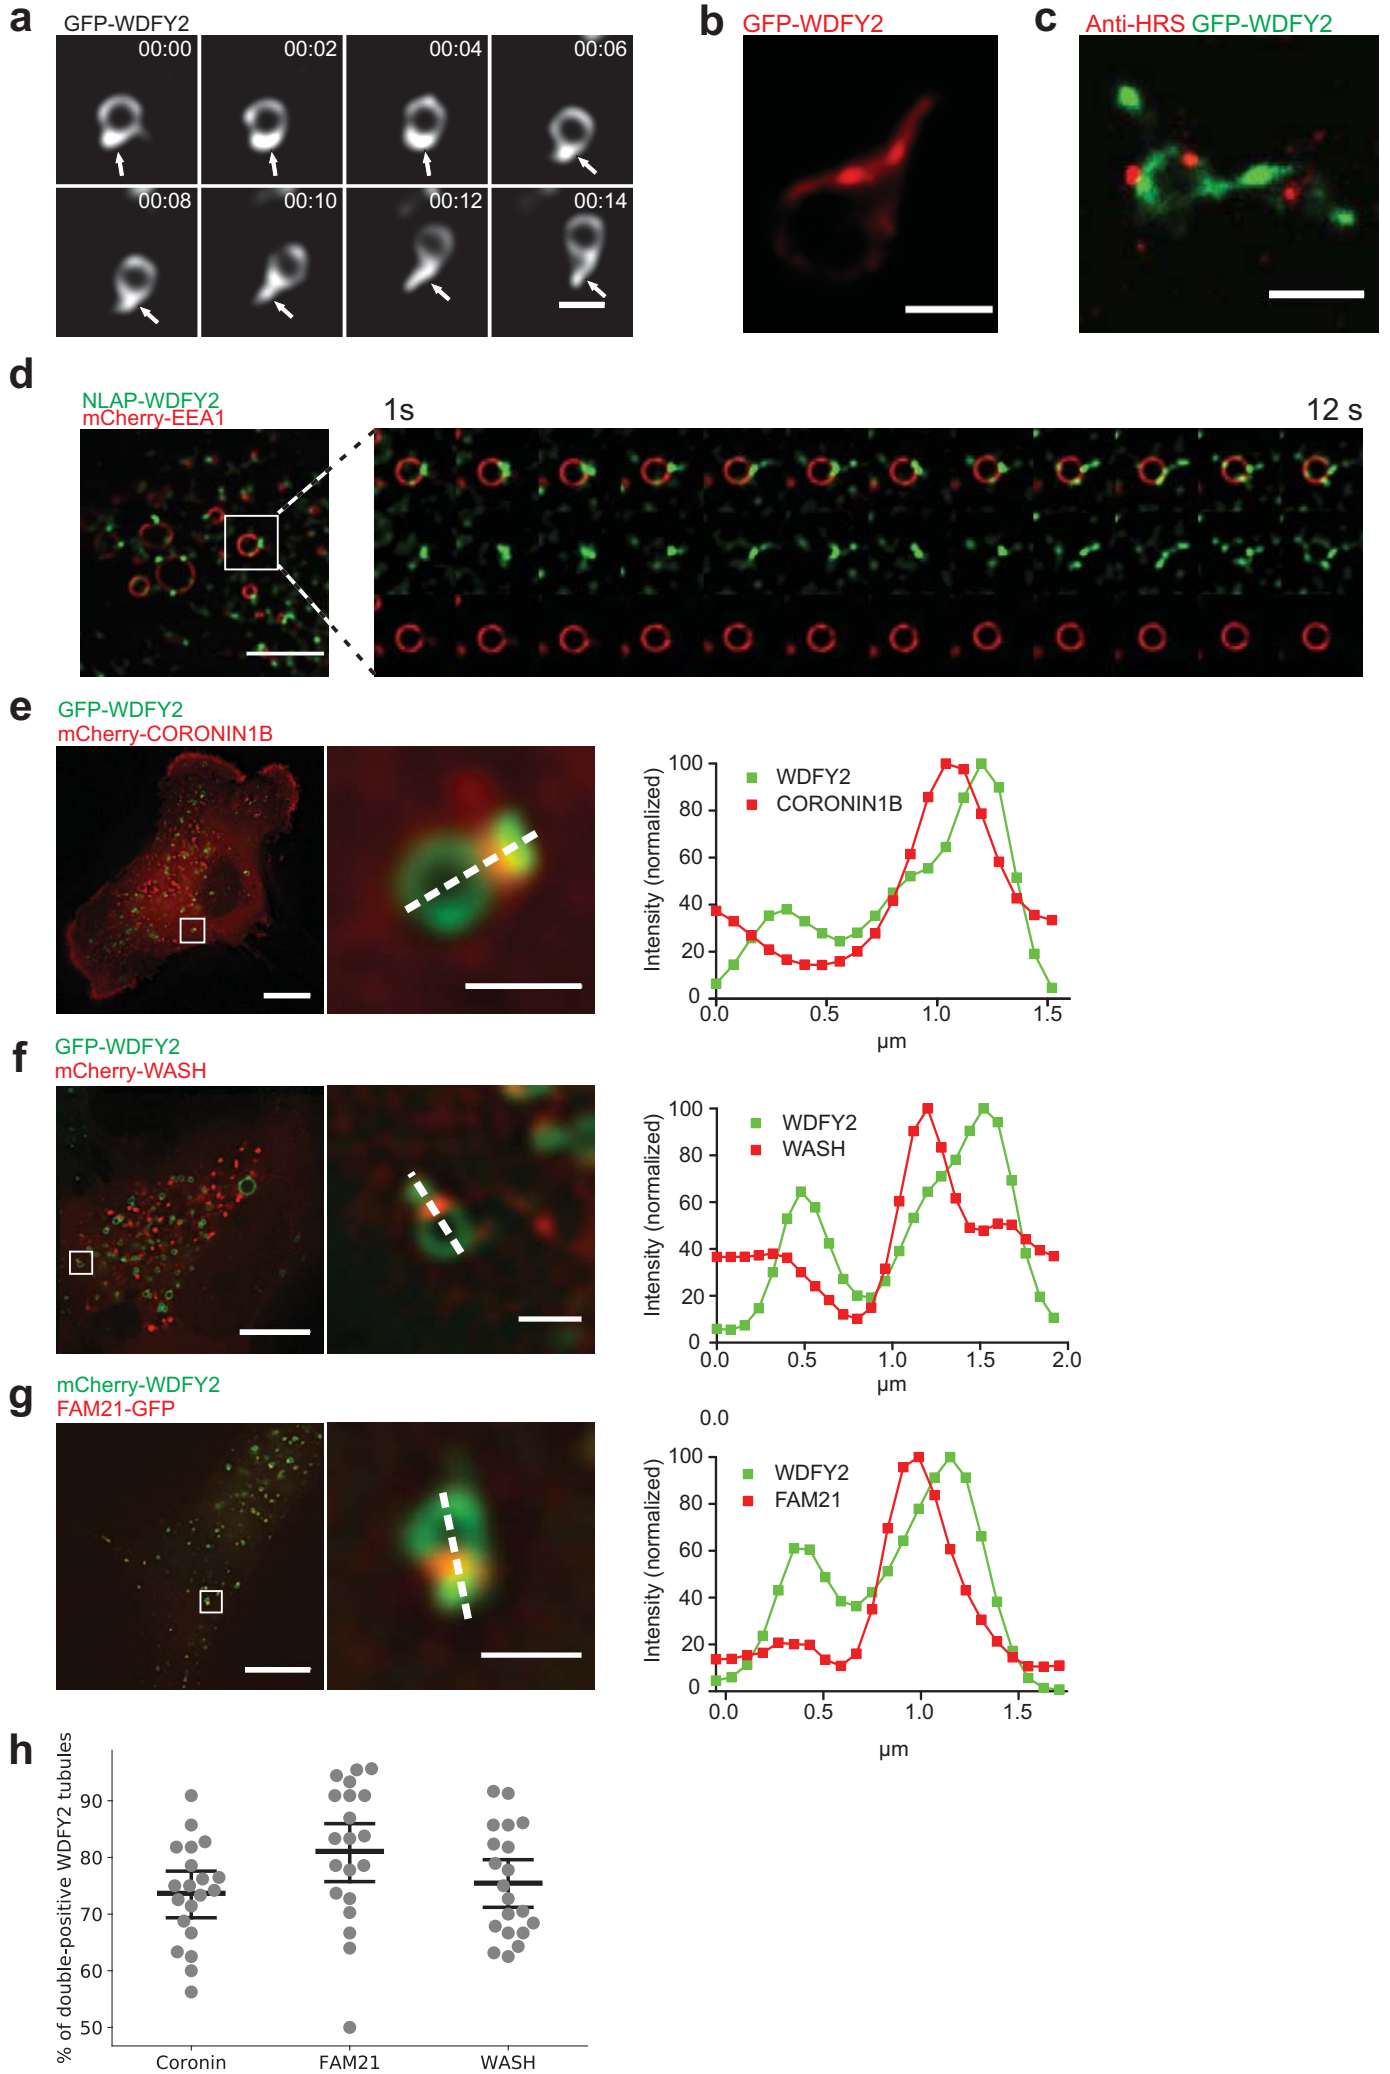 a
GFP-WDFY2
00:00
00:02
00:04
00:06
00:08
00:10
00:12
00:14
b
GFP-WDFY2
c
Anti-HRS GFP-WDFY2
d
NLAP-WDFY2
mCherry-EEA1
1s
12 s
e
GFP-WDFY2
mCherry-CORONIN1B
Intensity (normalized)
100
80
60
40
20
0
WDFY2
CORONIN1B
0.0
0.5
1.0
1.5
µm
f
GFP-WDFY2
mCherry-WASH
Intensity (normalized)
100
80
60
40
20
0
WDFY2
WASH
0.0
0.5
1.0
1.5
2.0
µm
g
mCherry-WDFY2
FAM21-GFP
0.0
Intensity (normalized)
100
80
60
40
20
0
WDFY2
FAM21
0.0
0.5
1.0
1.5
µm
h
% of double-positive WDFY2 tubules
90
80
70
60
50
Coronin
FAM21
WASH